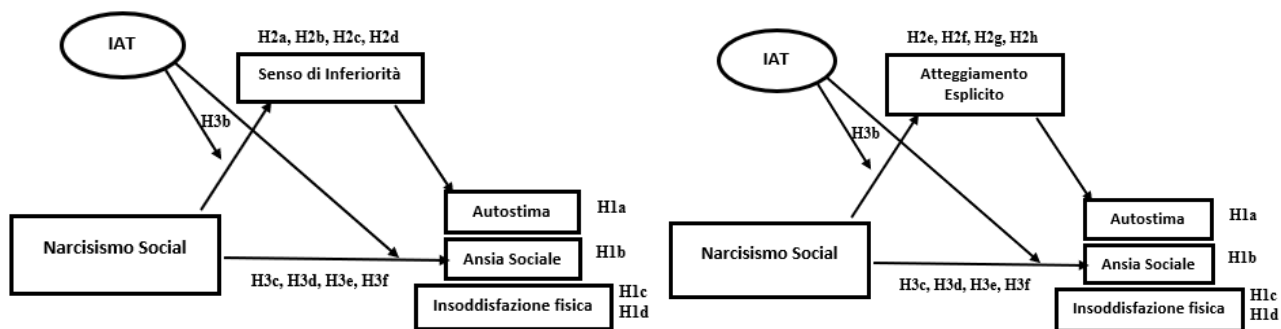 IAT
H2a, H2b, H2c, H2d
Senso di Inferiorità
H3b
Autostima
H1a
Narcisismo Social
Ansia Sociale
H1b
H3c, H3d, H3e, H3f
Insoddisfazione fisica
H1c
H1d
IAT
H2e, H2f, H2g, H2h
Atteggiamento
Esplicito
H3b
Autostima
H1a
Narcisismo Social
Ansia Sociale
H1b
H3c, H3d, H3e, H3f
Insoddisfazione fisica
H1c
H1d